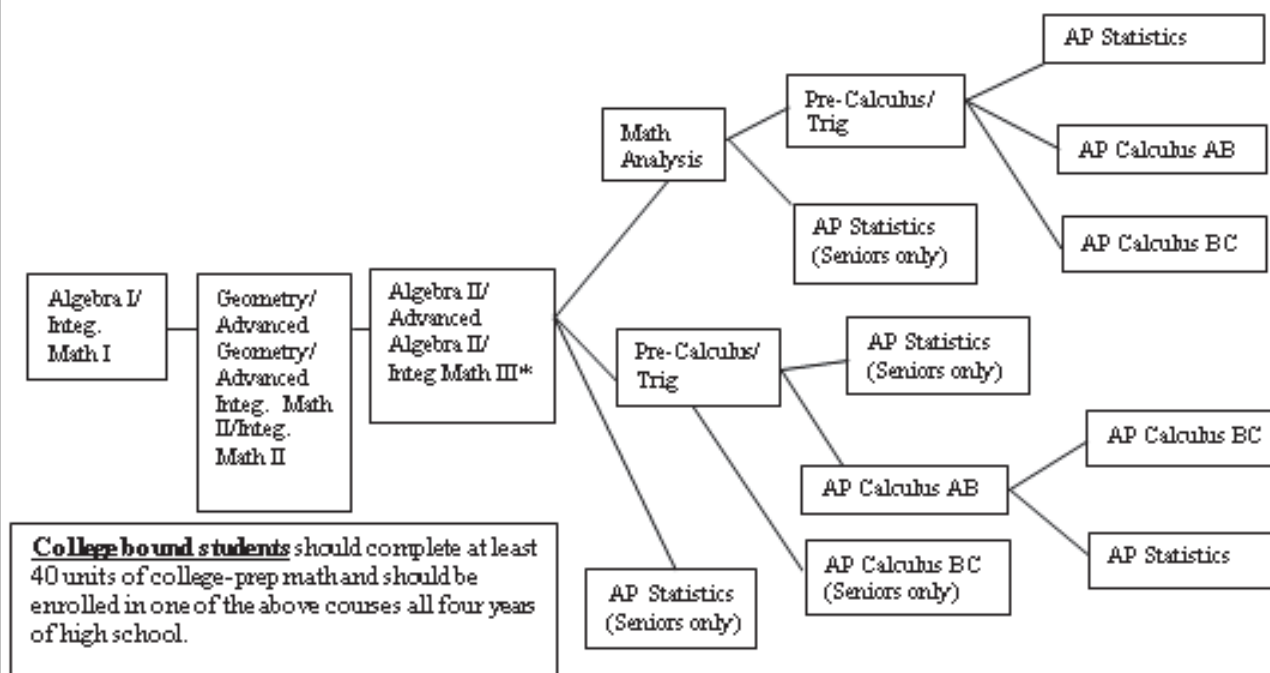 AP Statistics
Pre-Calculus/
Trig
Math
Analysis
AP Calculus AB
AP Statistics
(Seniors only)
AP Calculus BC
Algebra I/
Integ.
Math I
Geometry/
Advanced
Geometry/
Advanced
Integ. Math
II/Integ.
Math II
Algebra II/
Advanced
Algebra II/
Integ Math III*
Pre-Calculus/
Trig
AP Statistics
(Seniors only)
AP Calculus AB
AP Calculus BC
AP Statistics
AP Calculus BC
(Seniors only)
AP Statistics
(Seniors only)
College bound students should complete at least
40 units of college-prep math and should be
enrolled in one of the above courses all four years
of high school.